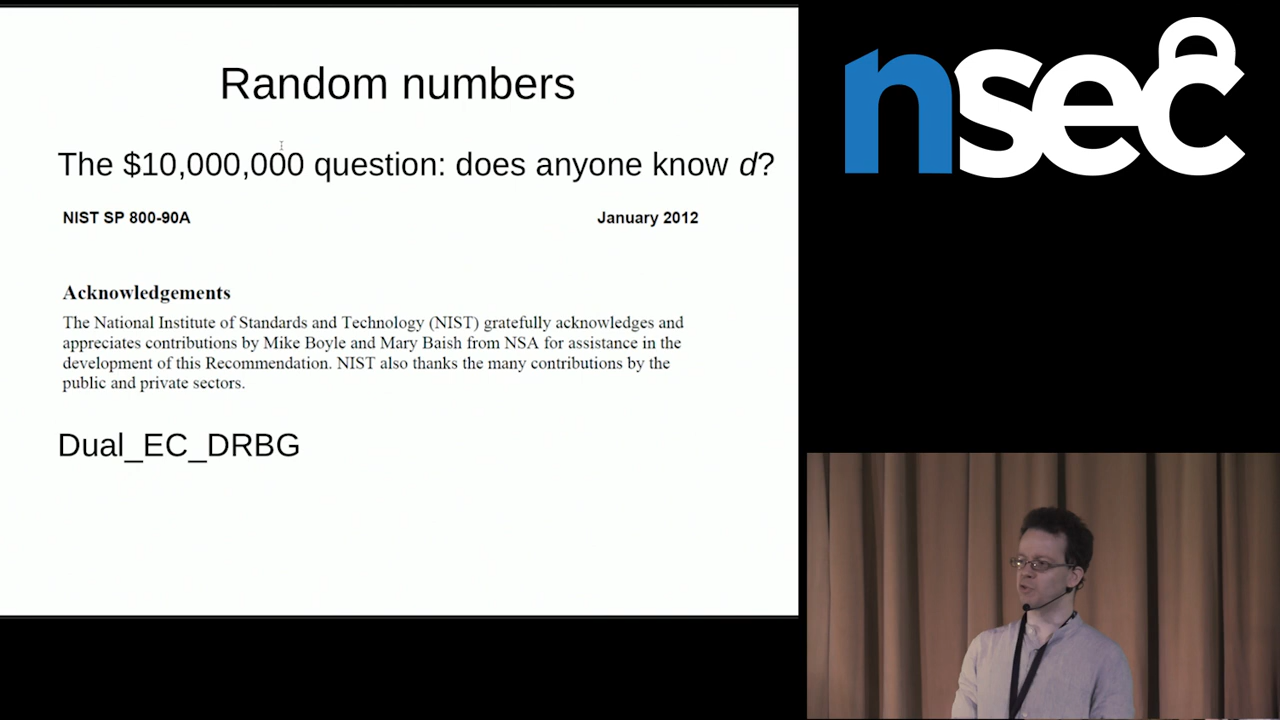 Random numbers
The $10,000,000 question: does anyone know d?
NIST SP 800-90A January 2012
Acknowledgements
The National Institute of Standards and Technology (NIST) gratefully acknowledges and
appreciates contributions by Mike Boyle and Mary Baish from NSA for assistance in the
development of this Recommendation. NIST also thanks the many contributions by the
public and private sectors.
Dual_EC_DRBG
nsec